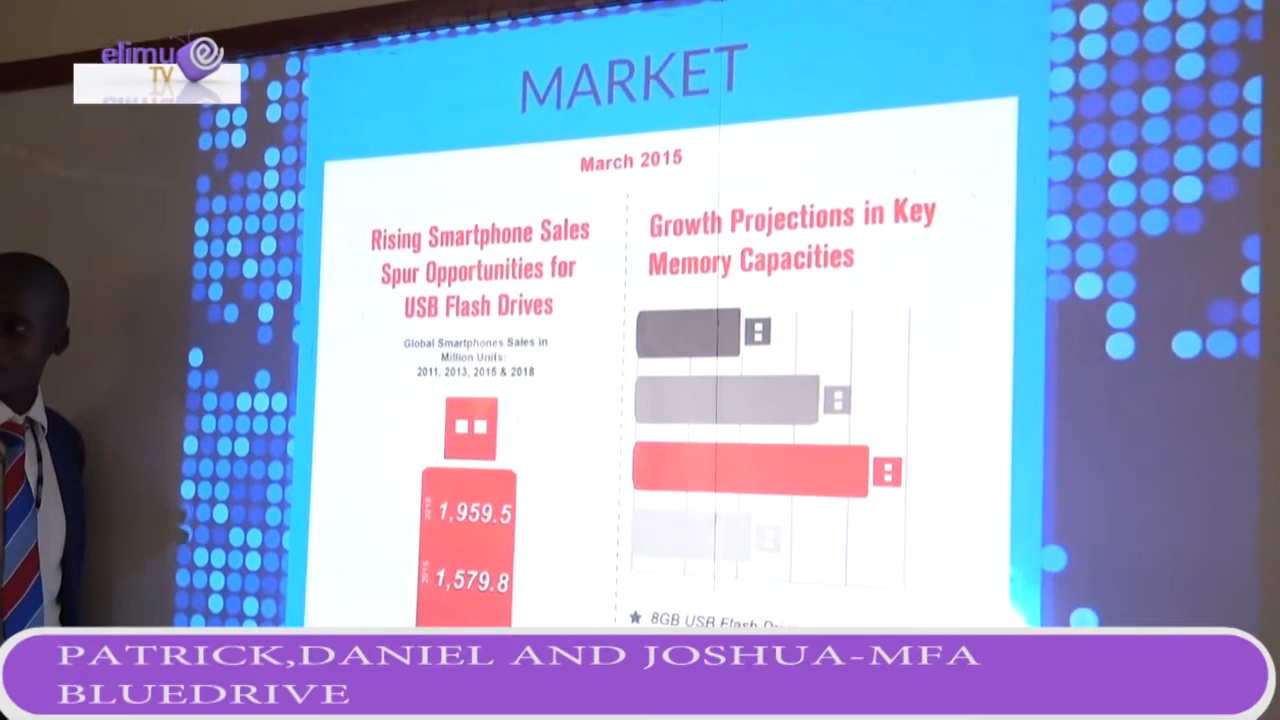 elimu
TV
MARKET
March 2015
Rising Smartphone Sales
Spur Opportunities for
USB Flash Drives
Global Smartphones Sales in
Million Units:
2011, 2013, 2015 & 2018
2018 1,959.5
2015 1,579.8
Growth Projections in Key
Memory Capacities
8GB USB Flash
PATRICK,DANIEL AND JOSHUA-MFA
BLUEDRIVE